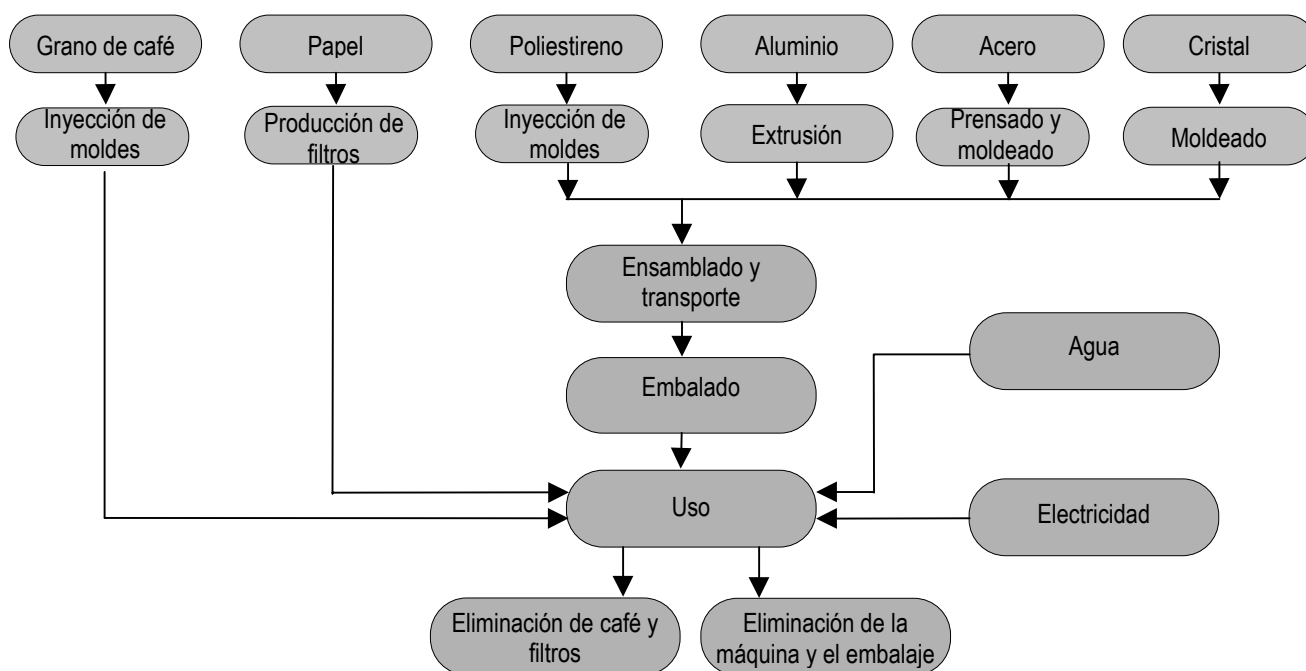 Grano de café
Papel
Poliestireno
Aluminio
Acero
Cristal
Inyección de
moldes
Producción de
filtros
Inyección de
moldes
Extrusión
Prensado y
moldeado
Moldeado
Ensamblado y
transporte
Agua
Embalado
Uso
Electricidad
Eliminación de café y
filtros
Eliminación de la
máquina y el embalaje